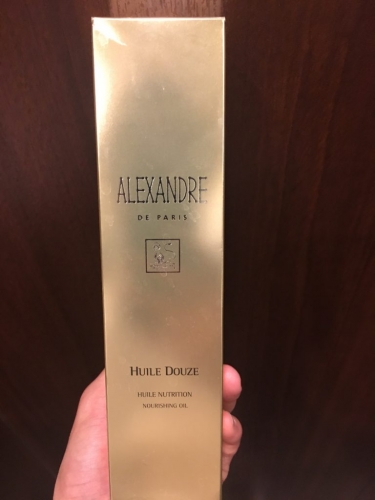 ALEXANDRE
DE PARIS
HUILE DOUZE
HUILE NUTRITION
NOURISHING OIL